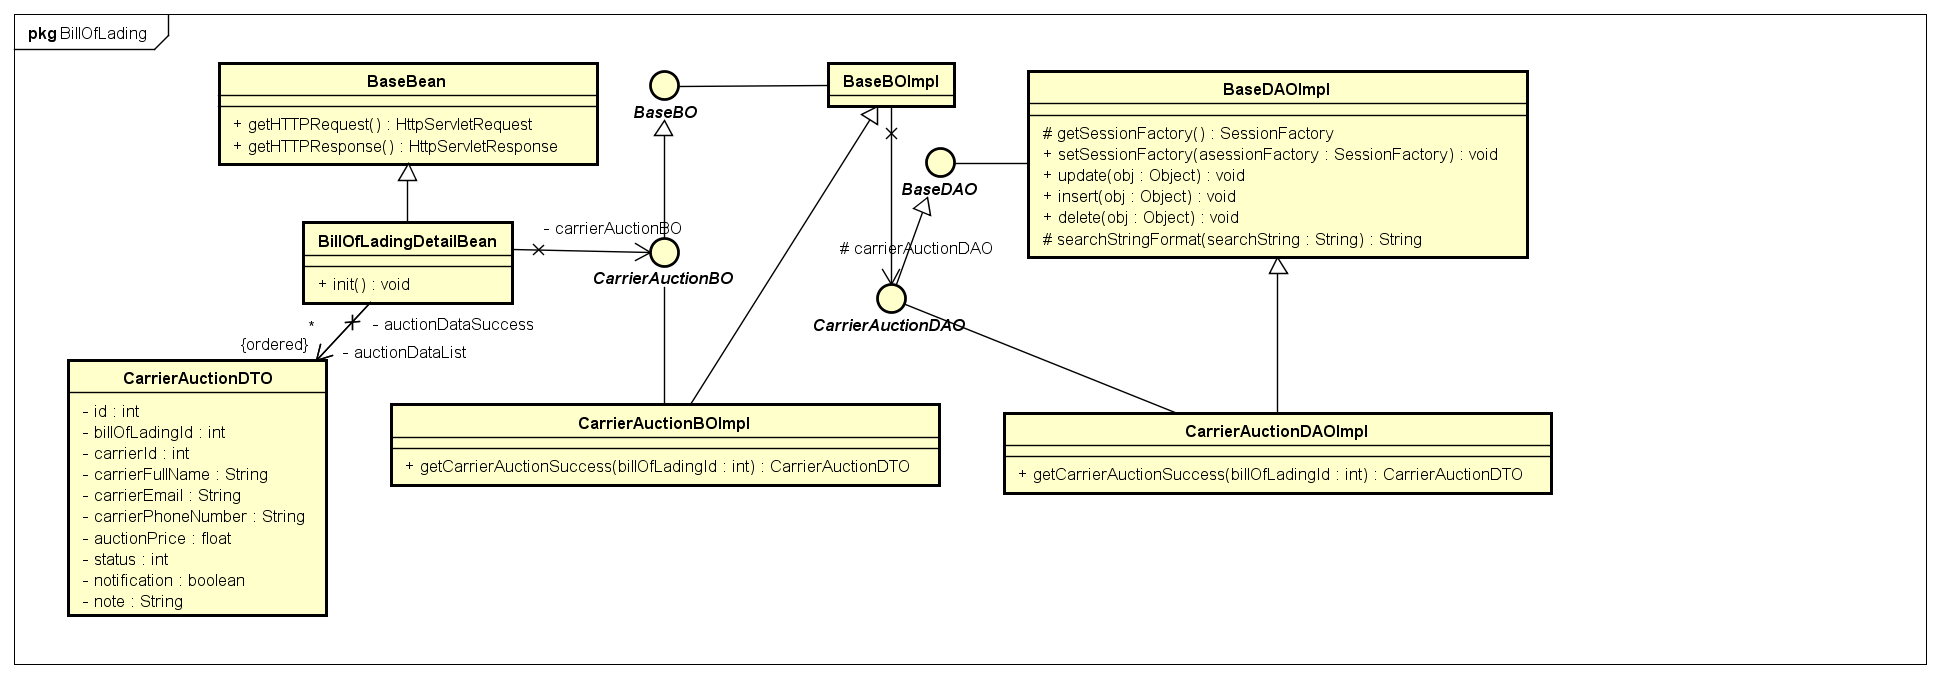 pkg BillOfLading
BaseBean
+ getHTTPRequest() : HttpServletRequest
+ getHTTPResponse() : HttpServletResponse
BaseBO
BaseBOImpl
BaseDAO
BaseDAOImpl
# getSessionFactory() : SessionFactory
+ setSessionFactory(asessionFactory : SessionFactory) : void
+ update(obj : Object) : void
+ insert(obj : Object) : void
+ delete(obj : Object) : void
# searchStringFormat(searchString : String) : String
BillOfLadingDetailBean
+ init() : void
- carrierAuctionBO
CarrierAuctionBO
# carrierAuctionDAO
CarrierAuctionDAO
*
- auctionDataSuccess
{ordered}
- auctionDataList
CarrierAuctionDTO
- id : int
- billOfLadingId : int
- carrierId : int
- carrierFullName : String
- carrierEmail : String
- carrierPhoneNumber : String
- auctionPrice : float
- status : int
- notification : boolean
- note : String
CarrierAuctionBOImpl
+ getCarrierAuctionSuccess(billOfLadingId : int) : CarrierAuctionDTO
CarrierAuctionDAOImpl
+ getCarrierAuctionSuccess(billOfLadingId : int) : CarrierAuctionDTO